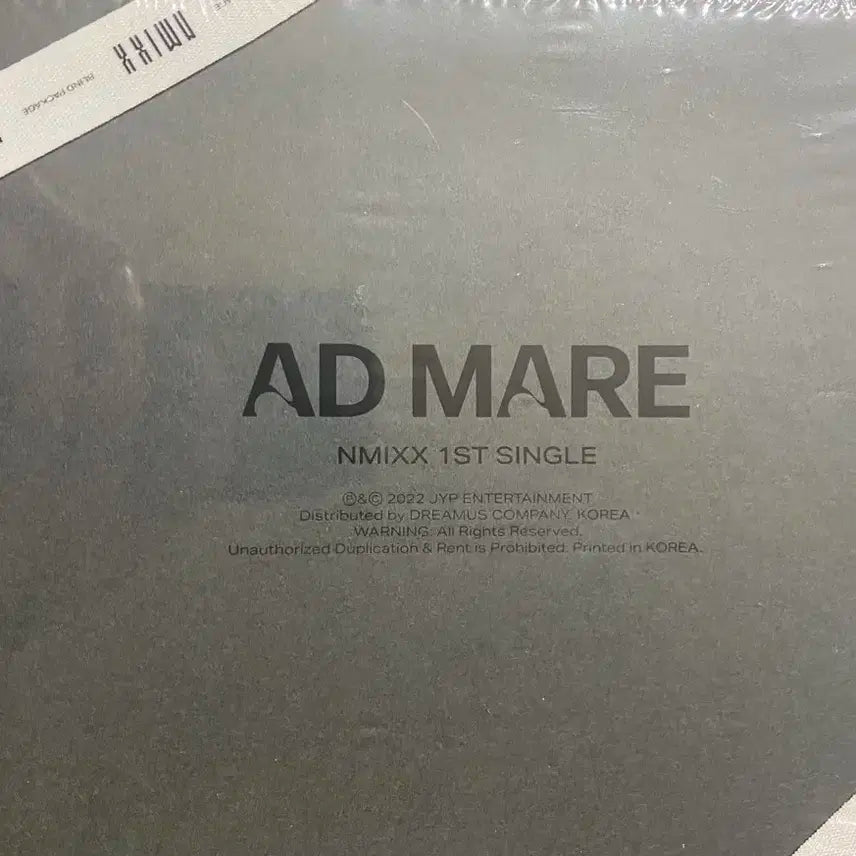 NMIXX
BLIND PACKAGE
AD MARE
NMIXX 1ST SINGLE
℗&© 2022 JYP ENTERTAINMENT
Distributed by DREAMUS COMPANY, KOREA
WARNING: All Rights Reserved.
Unauthorized Duplication & Rent is Prohibited. Printed in KOREA.